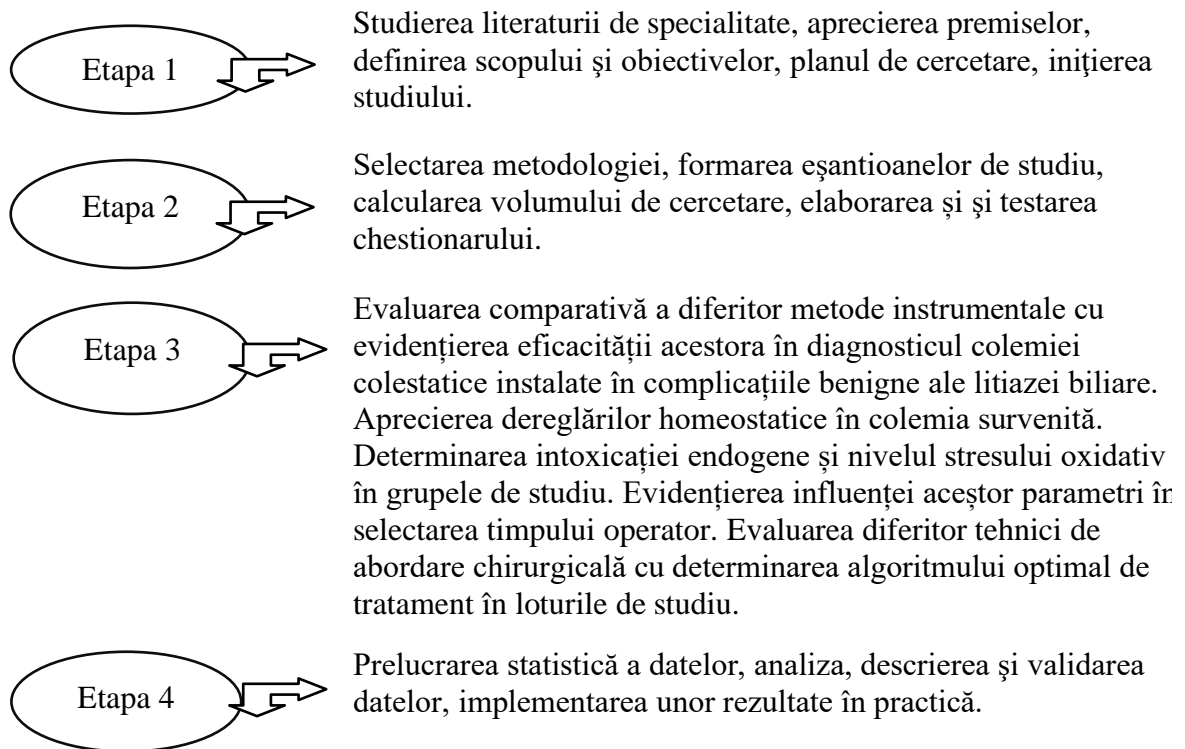 Etapa 1
Studierea literaturii de specialitate, aprecierea premiselor,
definirea scopului şi obiectivelor, planul de cercetare, iniţierea
studiului.
Etapa 2
Selectarea metodologiei, formarea eşantioanelor de studiu,
calcularea volumului de cercetare, elaborarea și şi testarea
chestionarului.
Etapa 3
Evaluarea comparativă a diferitor metode instrumentale cu
evidențierea eficacității acestora în diagnosticul colemiei
colestatice instalate în complicațiile benigne ale litiazei biliare.
Aprecierea dereglărilor homeostatice în colemia survenită.
Determinarea intoxicației endogene și nivelul stresului oxidativ
în grupele de studiu. Evidențierea influenței aceștor parametri în
selectarea timpului operator. Evaluarea diferitor tehnici de
abordare chirurgicală cu determinarea algoritmului optimal de
tratament în loturile de studiu.
Etapa 4
Prelucrarea statistică a datelor, analiza, descrierea şi validarea
datelor, implementarea unor rezultate în practică.